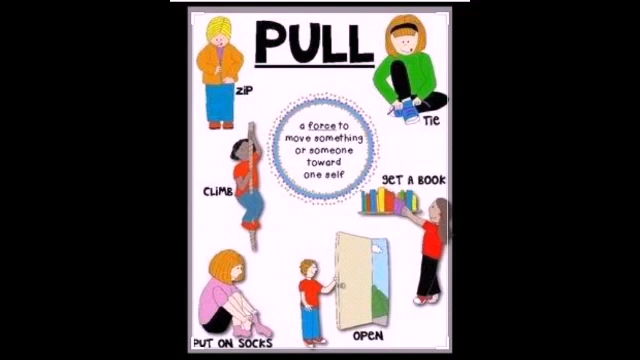 PULL
ZIP
TIE
a force to
move something
or someone
toward
one self
CLIMB
GET A BOOK
PUT ON SOCKS
OPEN